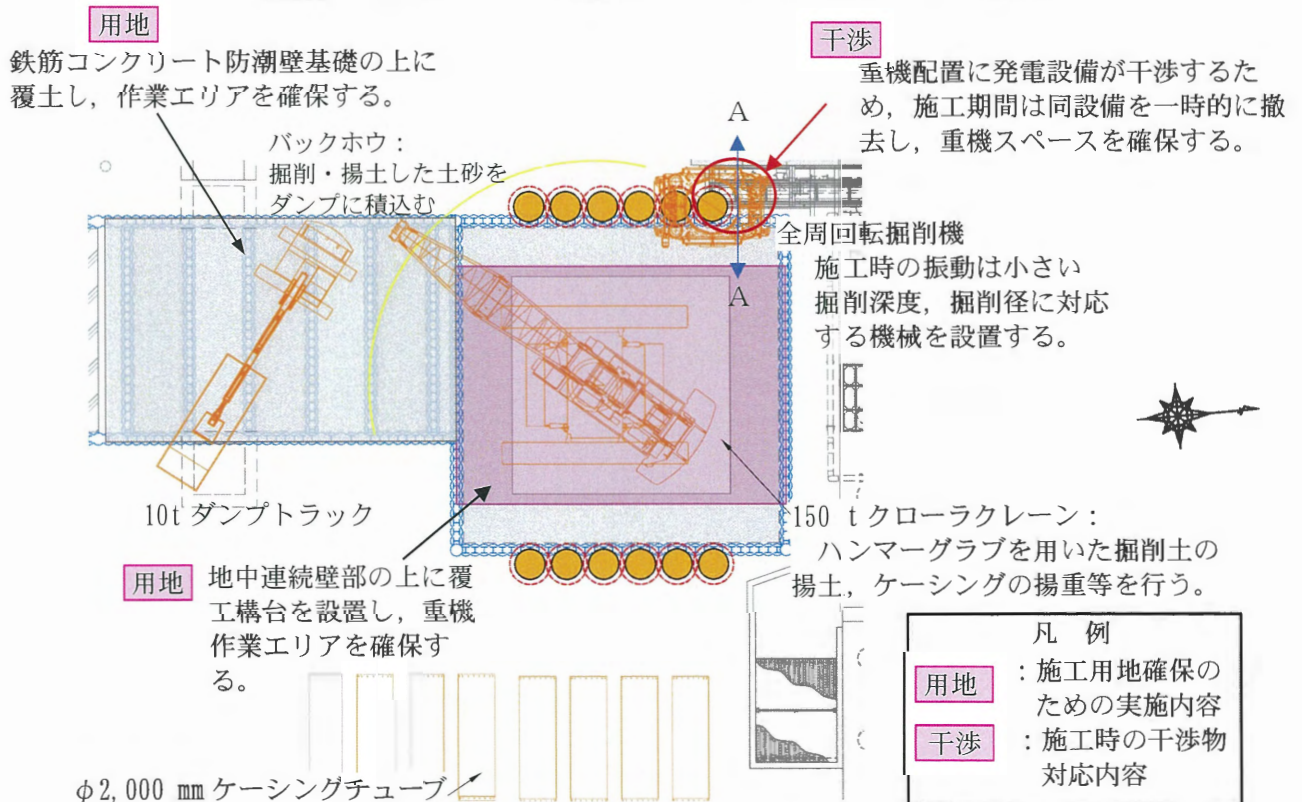 用地
鉄筋コンクリート防潮壁基礎の上に
覆土し，作業エリアを確保する。
干渉
重機配置に発電設備が干渉するた
め，施工期間は同設備を一時的に撤
去し，重機スペースを確保する。
バックホウ：
掘削・揚土した土砂を
ダンプに積込む
A
A
全周回転掘削機
施工時の振動は小さい
掘削深度，掘削径に対応
する機械を設置する。
10t ダンプトラック
150 t クローラクレーン：
ハンマーグラブを用いた掘削土の
揚土，ケーシングの揚重等を行う。
用地
地中連続壁部の上に覆
工構台を設置し，重機
作業エリアを確保す
る。
φ2,000 mm ケーシングチューブ
凡 例
用地 ：施工用地確保の
ための実施内容
干渉 ：施工時の干渉物
対応内容